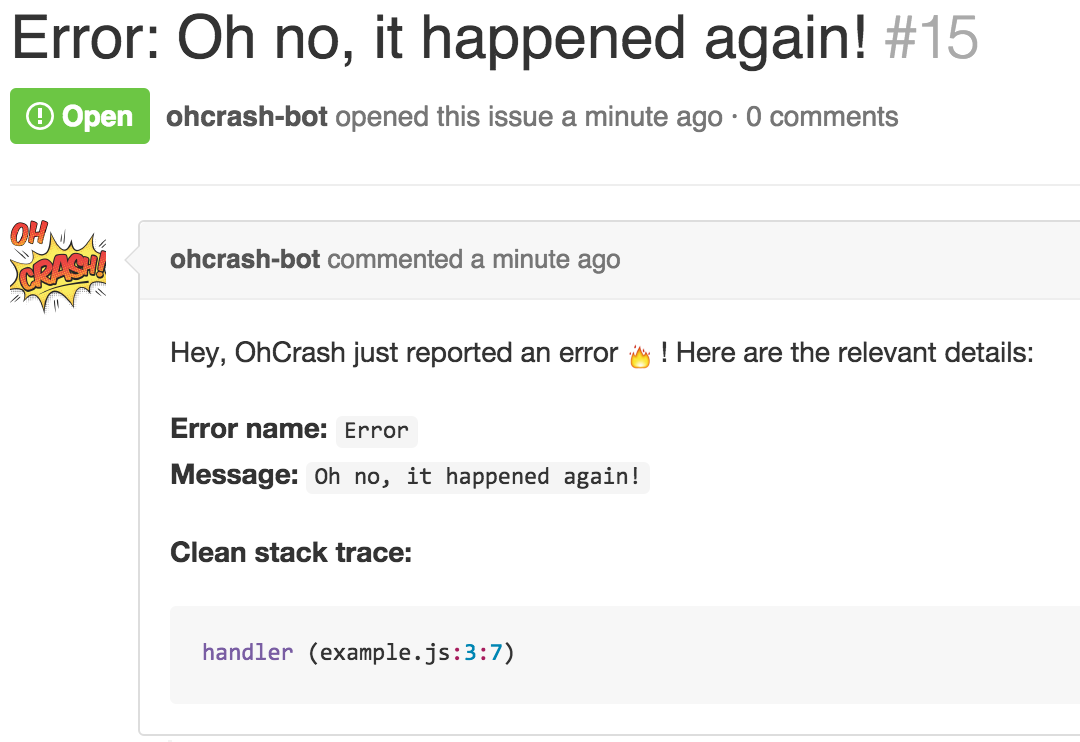 Error: Oh no, it happened again! #15
Open ohcrash-bot opened this issue a minute ago · 0 comments
OH
CRASH!
ohcrash-bot commented a minute ago
Hey, OhCrash just reported an error 🔥 ! Here are the relevant details:
Error name: Error
Message: Oh no, it happened again!
Clean stack trace:
handler (example.js:3:7)